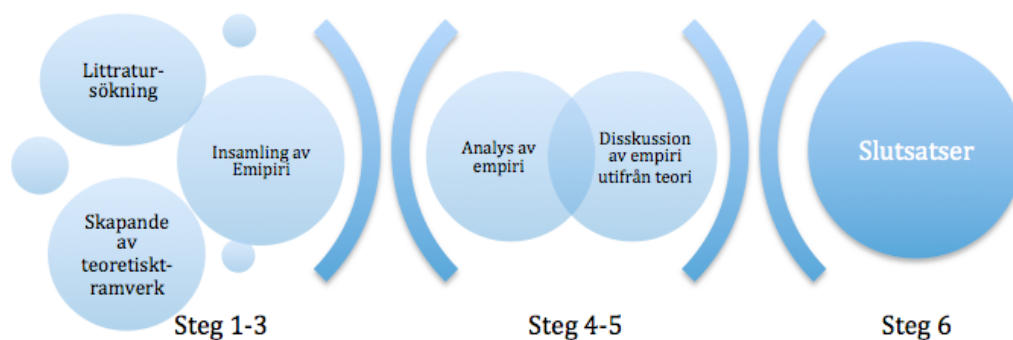 Littratur-
sökning
Insamling av
Emipiri
Skapande
av
teoretiskt-
ramverk
Steg 1-3
Analys av
empiri
Disskussion
av empiri
utifrån teori
Steg 4-5
Slutsatser
Steg 6